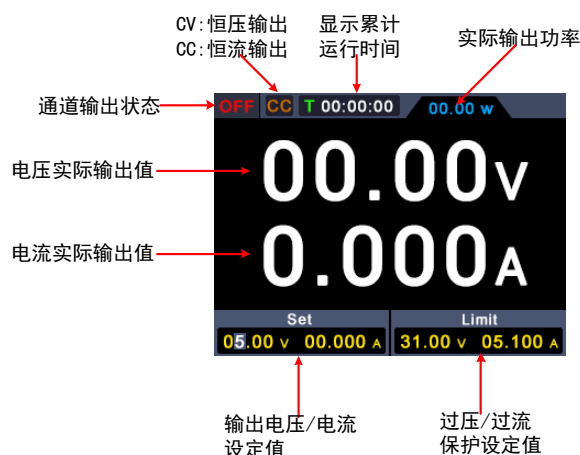 CV:恒压输出
CC:恒流输出
显示累计
运行时间
实际输出功率
通道输出状态
OFF CC T 00:00:00 00.00 w
电压实际输出值
00.00V
电流实际输出值
0.000A
Set
Limit
05.00 V 00.000 A
31.00 V 05.100 A
输出电压/电流
设定值
过压/过流
保护设定值